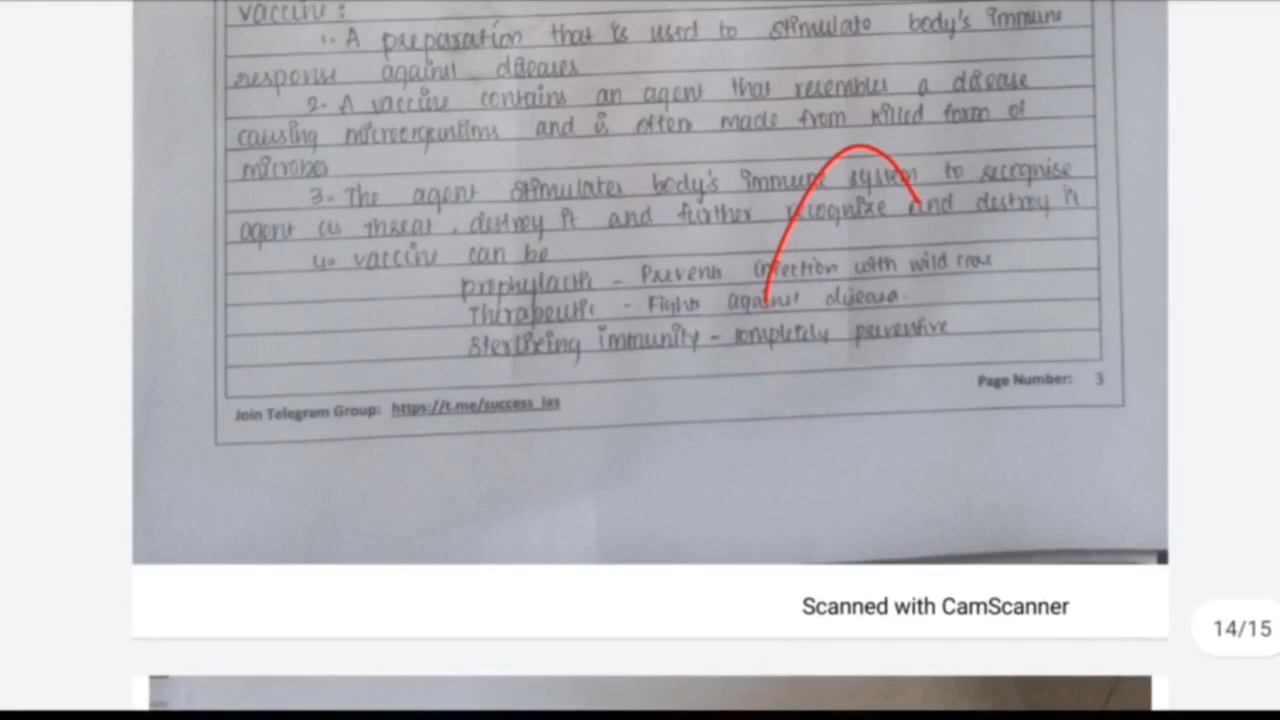 vaccine :
1. A preparation that is used to stimulate body's immune
response against diseases
2. A vaccine contains an agent that resembles a disease
causing microorganisms and is often made from killed form of
microbes
3. The agent stimulates body's immune system to recognise
agent as threat, destroy it and further recognize and destroy it
4. vaccine can be
prophylactic - Prevents infection with wild
Therapeutic - Fights against disease.
Sterilizing immunity - completely preventive
Page Number: 3
Join Telegram Group: https://t.me/success_ias
Scanned with CamScanner
14/15